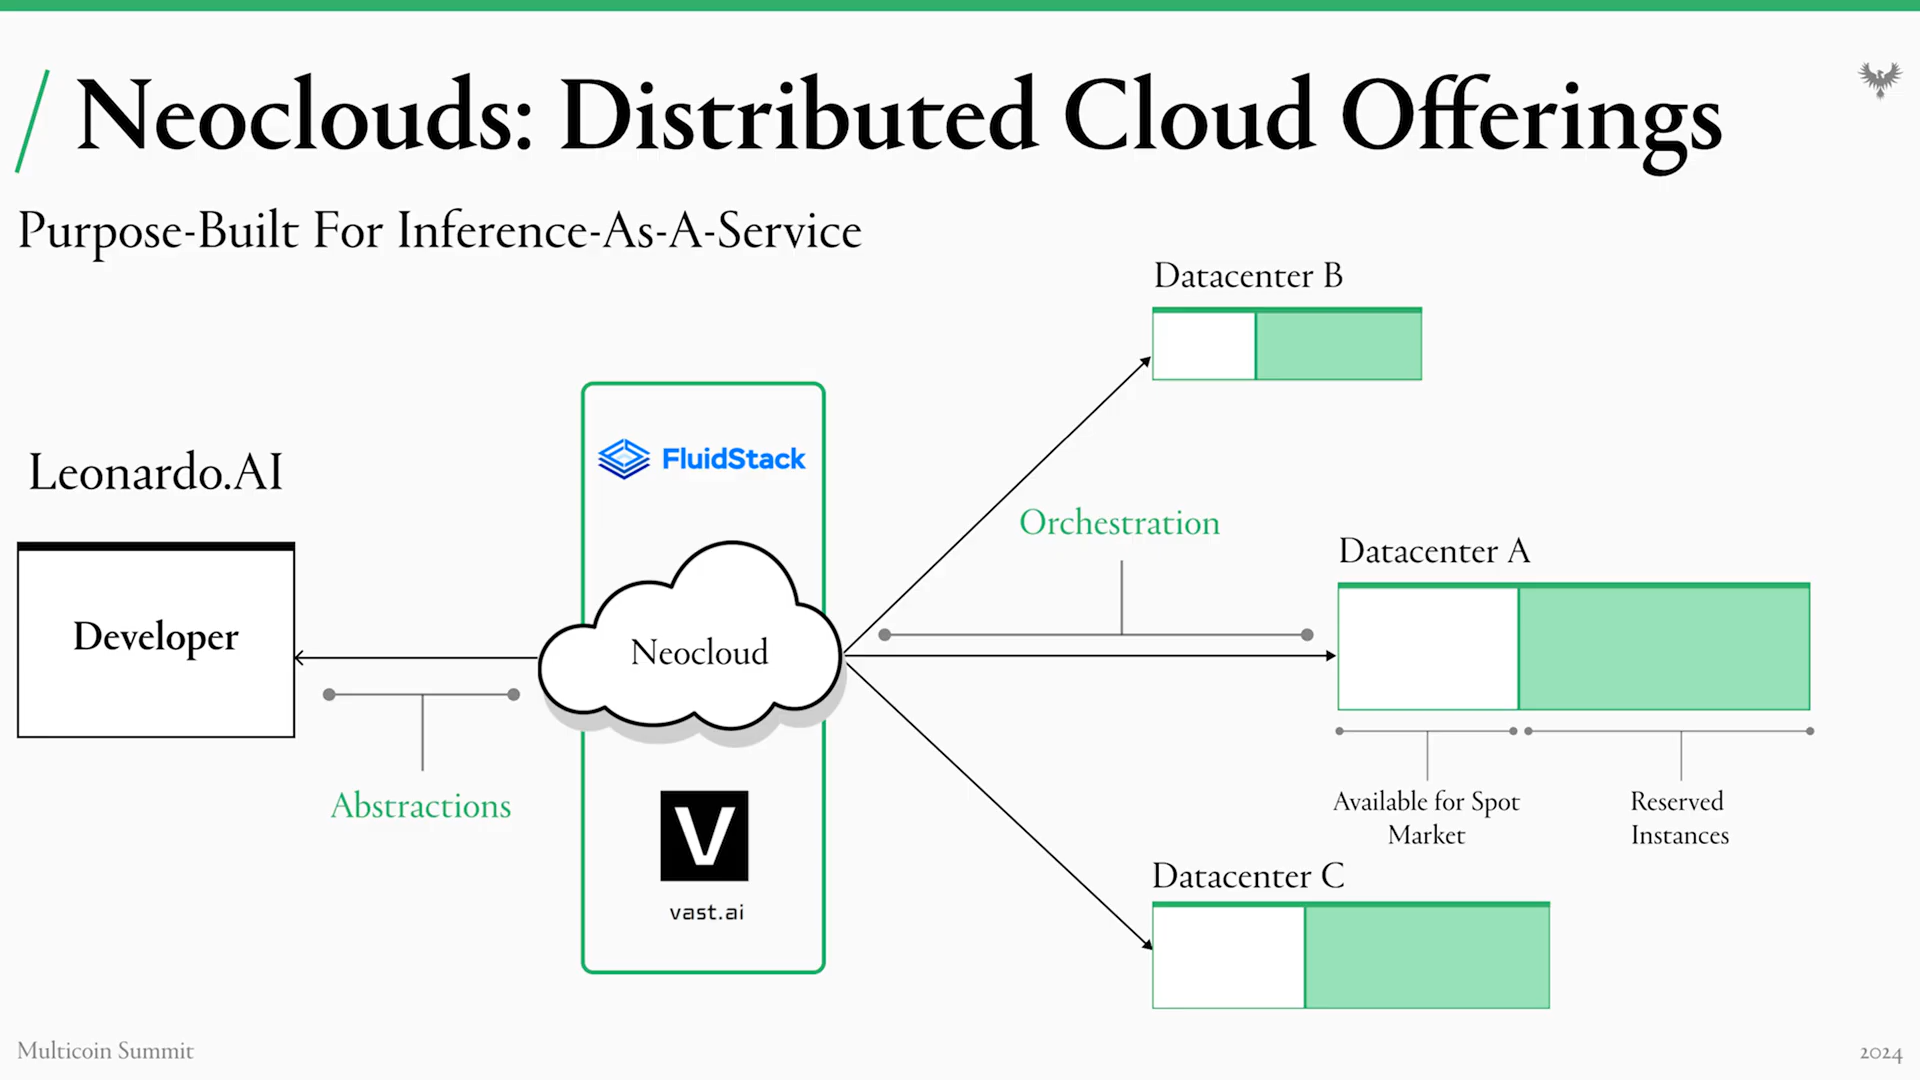 / Neoclouds: Distributed Cloud Offerings
Purpose-Built For Inference-As-A-Service
Datacenter B
FluidStack
Leonardo.AI
Orchestration
Datacenter A
Developer
Neocloud
Abstractions
Available for Spot
Market
Reserved
Instances
V
vast.ai
Datacenter C
Multicoin Summit
2024